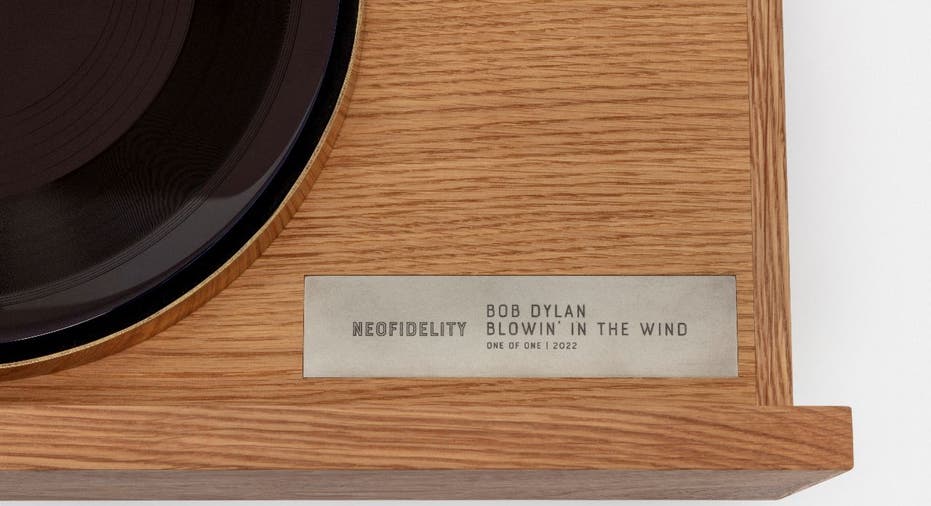 NEOFIDELITY
BOB DYLAN
BLOWIN' IN THE WIND
ONE OF ONE | 2022